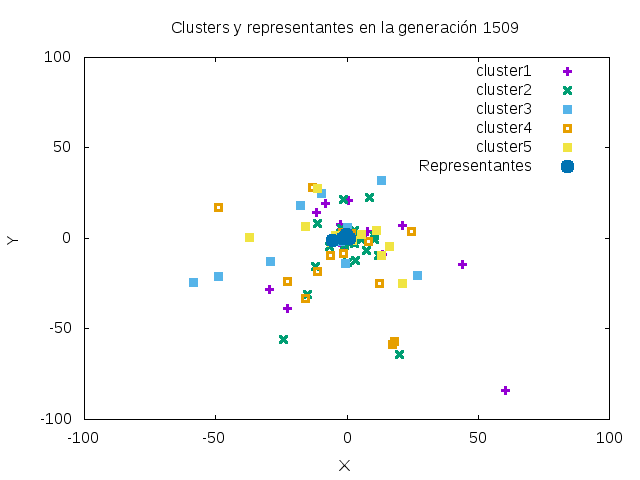 Clusters y representantes en la generación 1509
100
50
0
-50
-100
-100
-50
0
50
100
Y
X
cluster1
cluster2
cluster3
cluster4
cluster5
Representantes